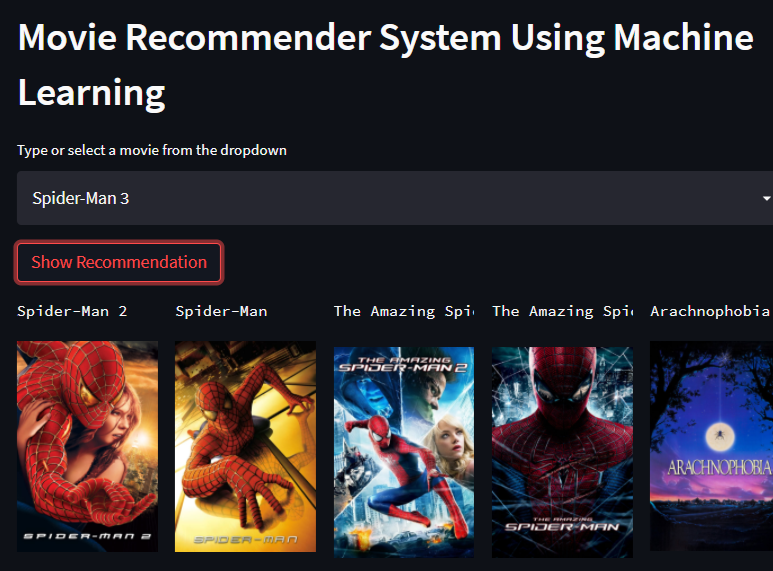 Movie Recommender System Using Machine
Learning
Type or select a movie from the dropdown
Spider-Man 3
Show Recommendation
Spider-Man 2
Spider-Man
The Amazing Spi
The Amazing Spi
Arachnophobia
SPIDER-MAN 2
SPIDER-MAN
THE AMAZING
SPIDER-MAN 2
THE AMAZING
SPIDER-MAN
ARACHNOPHOBIA